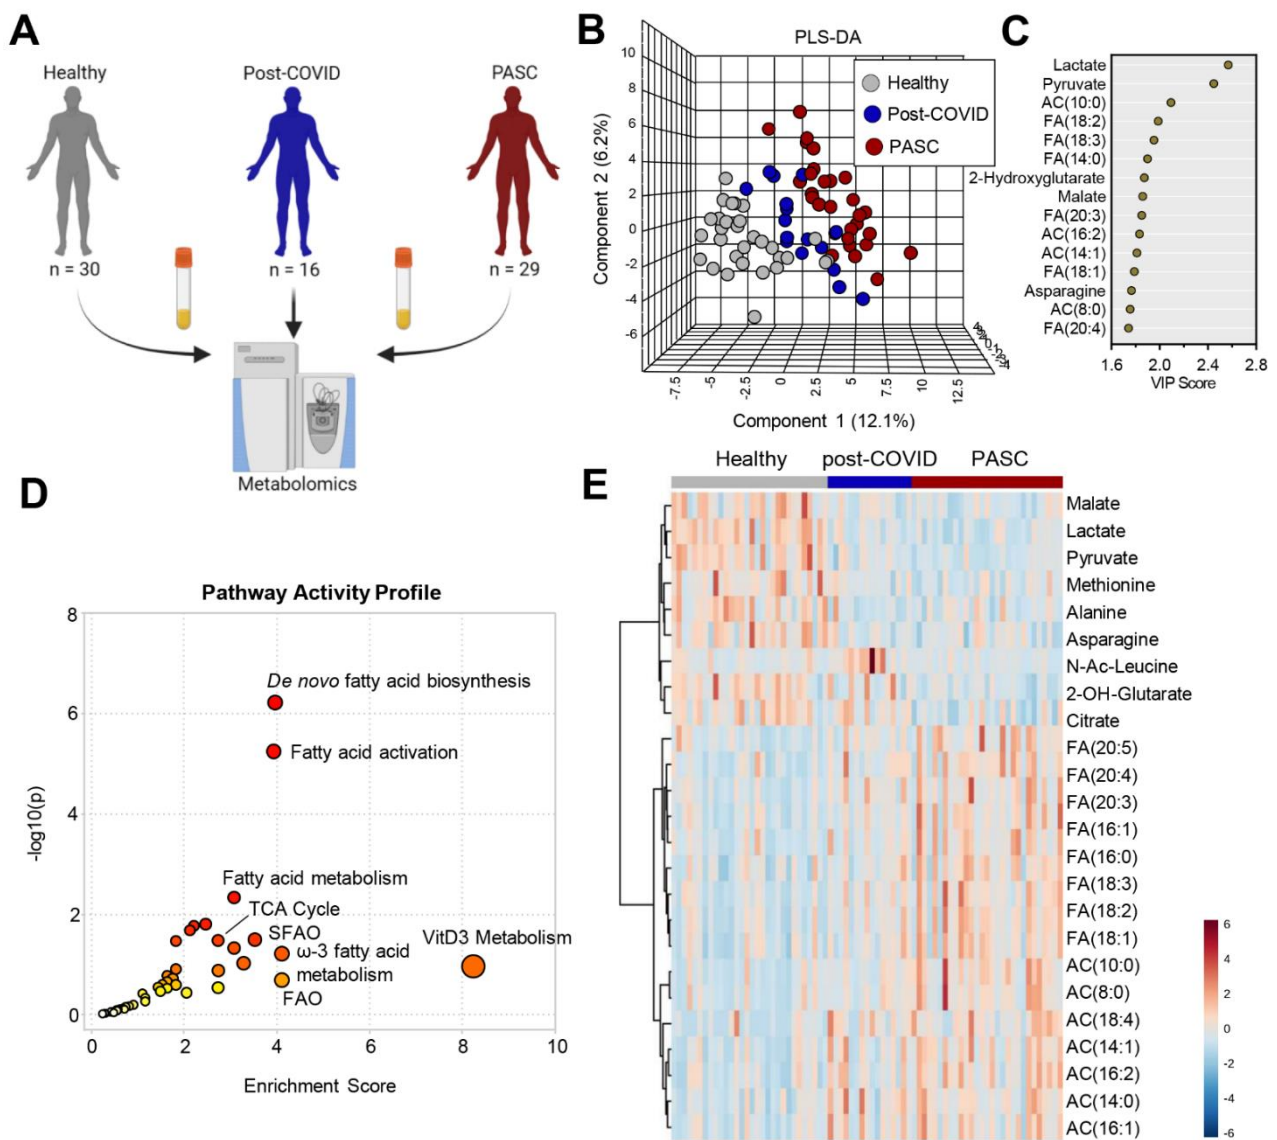 A
Healthy
Post-COVID
PASC
n = 30
n = 16
n = 29
Metabolomics
B
PLS-DA
Healthy
Post-COVID
PASC
Component 2 (6.2%)
10
8
6
4
2
0
-2
-4
-6
-7.5
-5
-2.5
0
2.5
5
7.5
10
12.5
Component 1 (12.1%)
C
Lactate
Pyruvate
AC(10:0)
FA(18:2)
FA(18:3)
FA(14:0)
2-Hydroxyglutarate
Malate
FA(20:3)
AC(16:2)
AC(14:1)
FA(18:1)
Asparagine
AC(8:0)
FA(20:4)
1.6 2.0 2.4 2.8
VIP Score
D
Pathway Activity Profile
-log10(p)
8
6
4
2
0
De novo fatty acid biosynthesis
Fatty acid activation
Fatty acid metabolism
TCA Cycle
SFAO
ω-3 fatty acid
metabolism
FAO
VitD3 Metabolism
0 2 4 6 8 10
Enrichment Score
E
Healthy post-COVID PASC
Malate
Lactate
Pyruvate
Methionine
Alanine
Asparagine
N-Ac-Leucine
2-OH-Glutarate
Citrate
FA(20:5)
FA(20:4)
FA(20:3)
FA(16:1)
FA(16:0)
FA(18:3)
FA(18:2)
FA(18:1)
AC(10:0)
AC(8:0)
AC(18:4)
AC(14:1)
AC(16:2)
AC(14:0)
AC(16:1)
6
4
2
0
-2
-4
-6